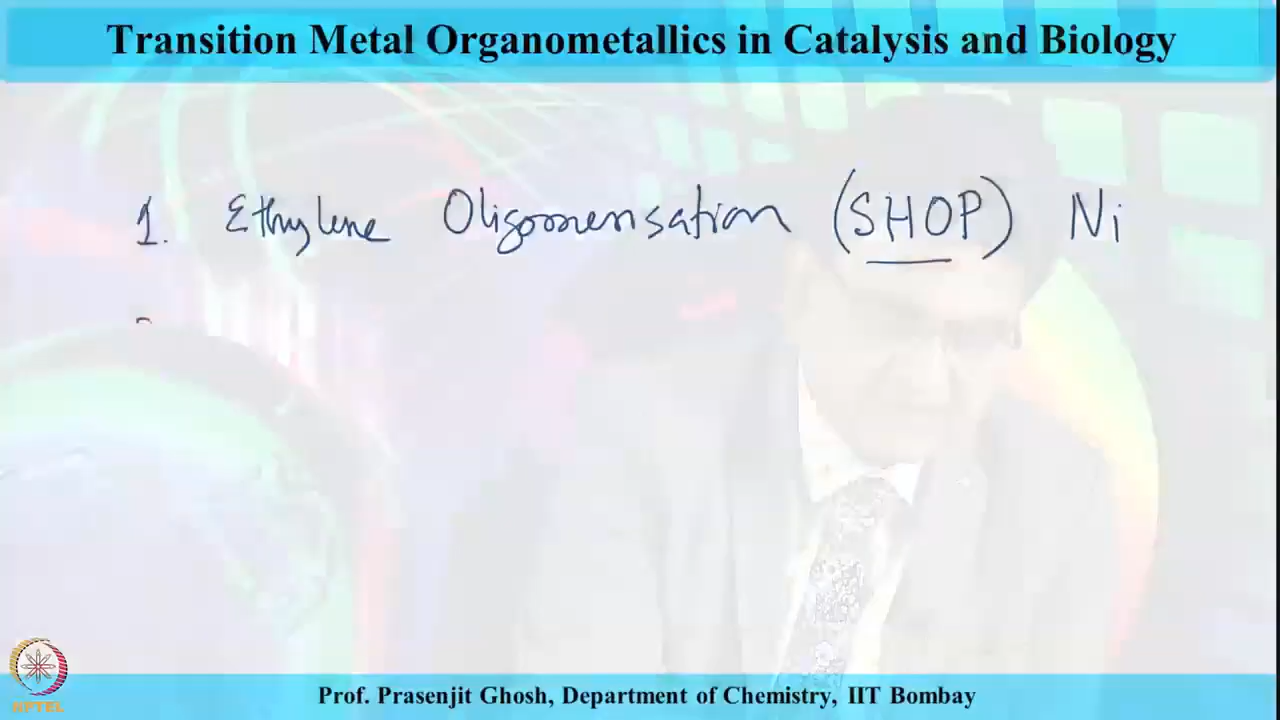 Transition Metal Organometallics in Catalysis and Biology
1. Ethylene Oligomerisation (SHOP) Ni
NPTEL
Prof. Prasenjit Ghosh, Department of Chemistry, IIT Bombay